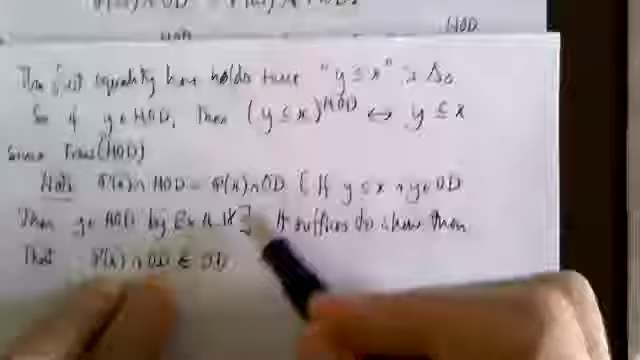 HOD
The first equality here holds since "y ⊆ x" is Δ₀
So if y ∈ HOD, Then (y ⊆ x)^HOD ↔ y ⊆ x
Since Trans(HOD)
Note P(x) ∩ HOD = P(x) ∩ OD [If y ⊆ x ∧ y ∈ OD
Then y ∈ HOD by Ex It suffices to show then
That P(x) ∩ OD ∈ OD